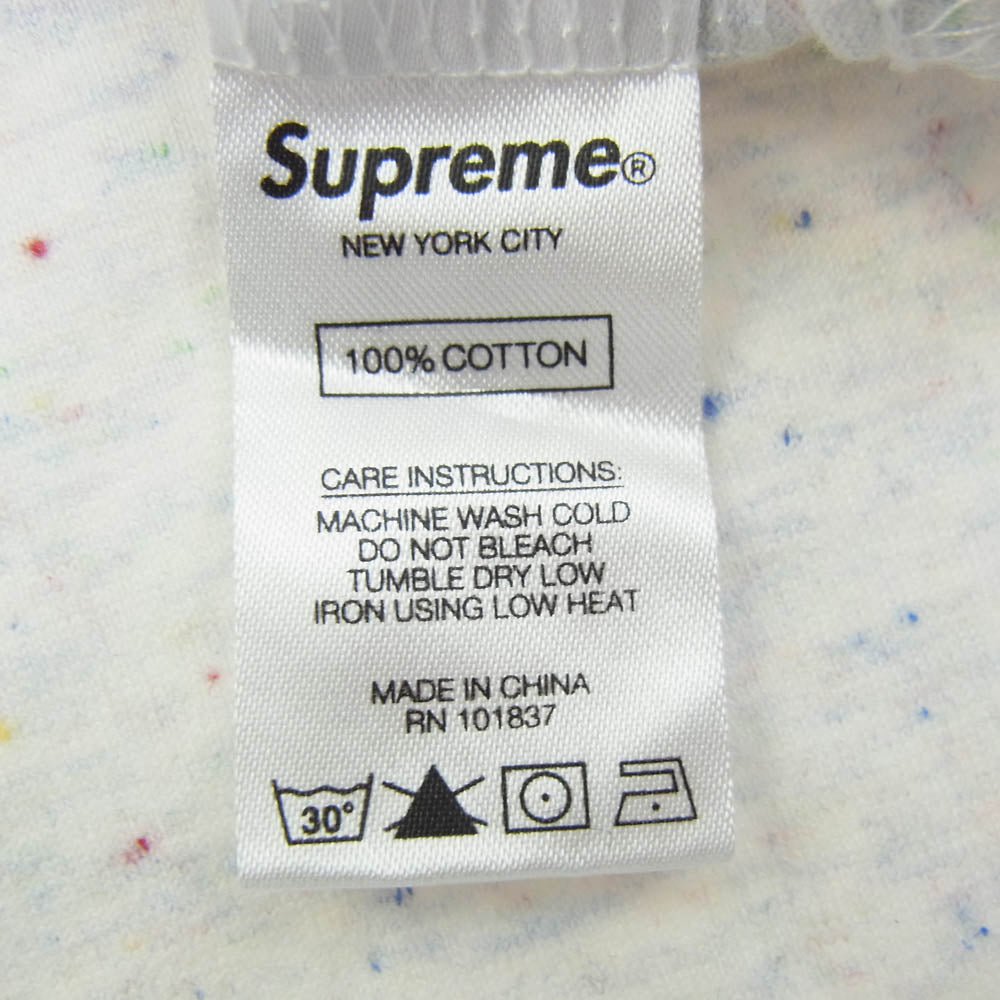 Supreme®
NEW YORK CITY
100% COTTON
CARE INSTRUCTIONS:
MACHINE WASH COLD
DO NOT BLEACH
TUMBLE DRY LOW
IRON USING LOW HEAT
MADE IN CHINA
RN 101837
30°